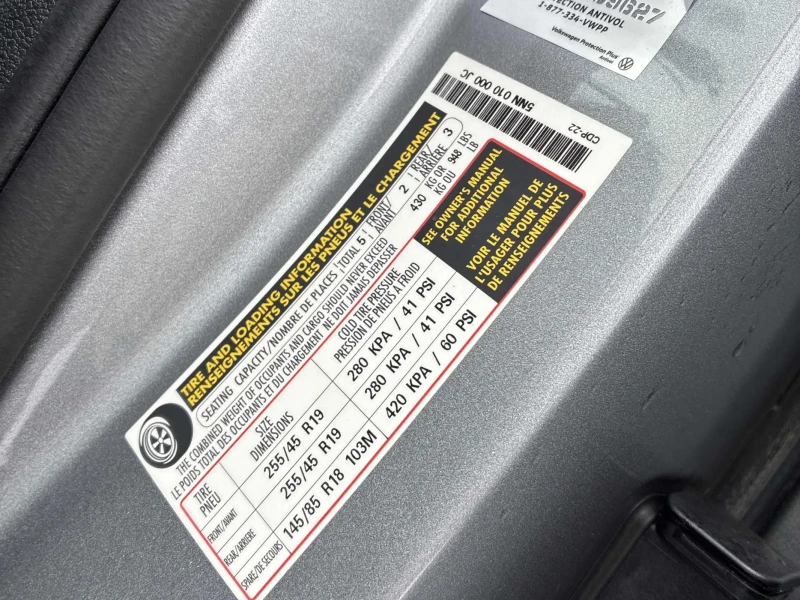 ECTION ANTIVOL
1-877-334-VWPP
Volkswagen Protection Plus
Antivol
5NN 010 000 JC
CDP-22
TIRE AND LOADING INFORMATION
RENSEIGNEMENTS SUR LES PNEUS ET LE CHARGEMENT
SEATING CAPACITY/NOMBRE DE PLACES TOTAL 5 FRONT/AVANT 2 REAR/ARRIÈRE 3
THE COMBINED WEIGHT OF OCCUPANTS AND CARGO SHOULD NEVER EXCEED 430 KG OR 948 LBS
LE POIDS TOTAL DES OCCUPANTS ET DU CHARGEMENT NE DOIT JAMAIS DEPASSER KG OU LB
TIRE PNEU SIZE DIMENSIONS COLD TIRE PRESSURE PRESSION DE PNEUS A FROID
FRONT/AVANT 255/45 R19 280 KPA / 41 PSI
REAR/ARRIERE 255/45 R19 280 KPA / 41 PSI
SPARE/DE SECOURS 145/85 R18 103M 420 KPA / 60 PSI
SEE OWNER'S MANUAL
FOR ADDITIONAL
INFORMATION
VOIR LE MANUEL DE
L'USAGER POUR PLUS
DE RENSEIGNEMENTS